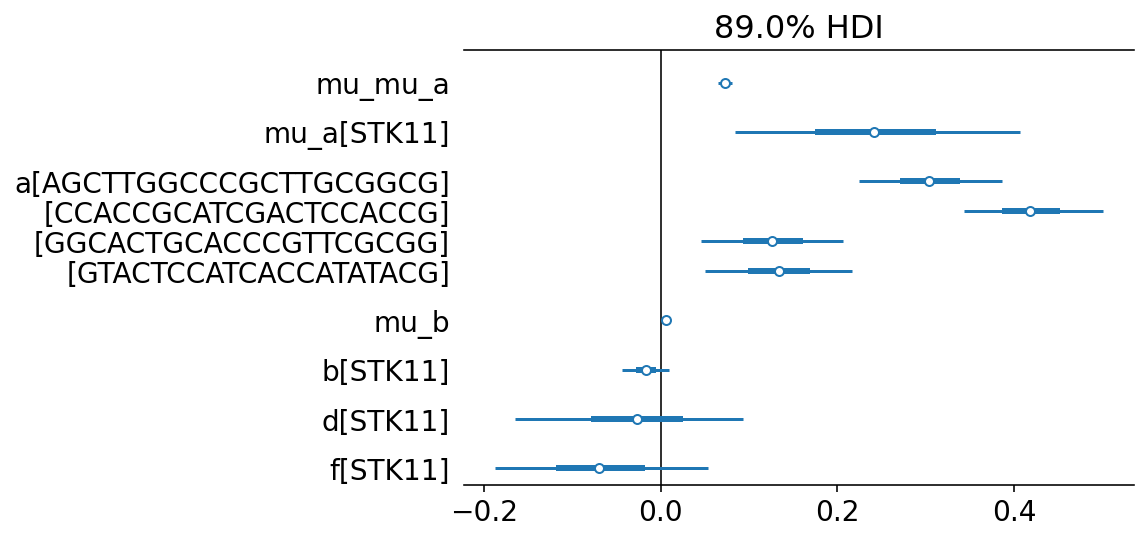 89.0% HDI
mu_mu_a
mu_a[STK11]
a[AGCTTGGCCCGCTTGCGGCG]
[CCACCGCATCGACTCCACCG]
[GGCACTGCACCCGTTCGCGG]
[GTACTCCATCACCATATACG]
mu_b
b[STK11]
d[STK11]
f[STK11]
−0.2 0.0 0.2 0.4